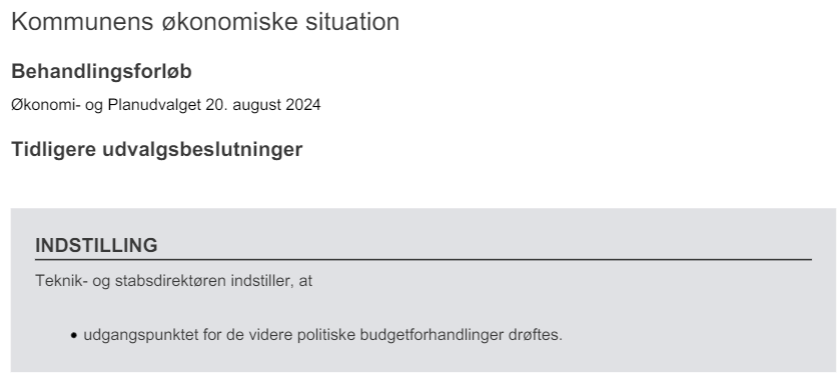 Kommunens økonomiske situation
Behandlingsforløb
Økonomi- og Planudvalget 20. august 2024
Tidligere udvalgsbeslutninger
INDSTILLING
Teknik- og stabsdirektøren indstiller, at
• udgangspunktet for de videre politiske budgetforhandlinger drøftes.